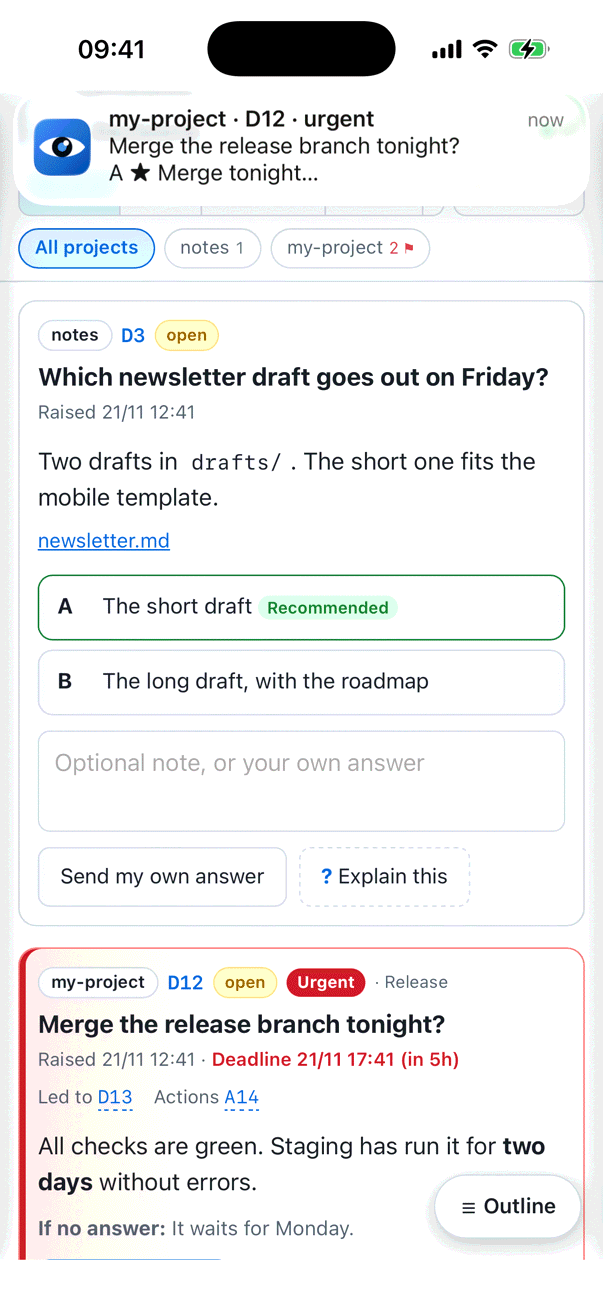 09:41
my-project · D12 · urgent
now
Merge the release branch tonight?
A ★ Merge tonight...
All projects
notes 1
my-project 2
notes D3 open
Which newsletter draft goes out on Friday?
Raised 21/11 12:41
Two drafts in drafts/ . The short one fits the
mobile template.
newsletter.md
A The short draft Recommended
B The long draft, with the roadmap
Optional note, or your own answer
Send my own answer
? Explain this
my-project D12 open Urgent · Release
Merge the release branch tonight?
Raised 21/11 12:41 · Deadline 21/11 17:41 (in 5h)
Led to D13 Actions A14
All checks are green. Staging has run it for two
days without errors.
If no answer: It waits for Monday.
≡ Outline